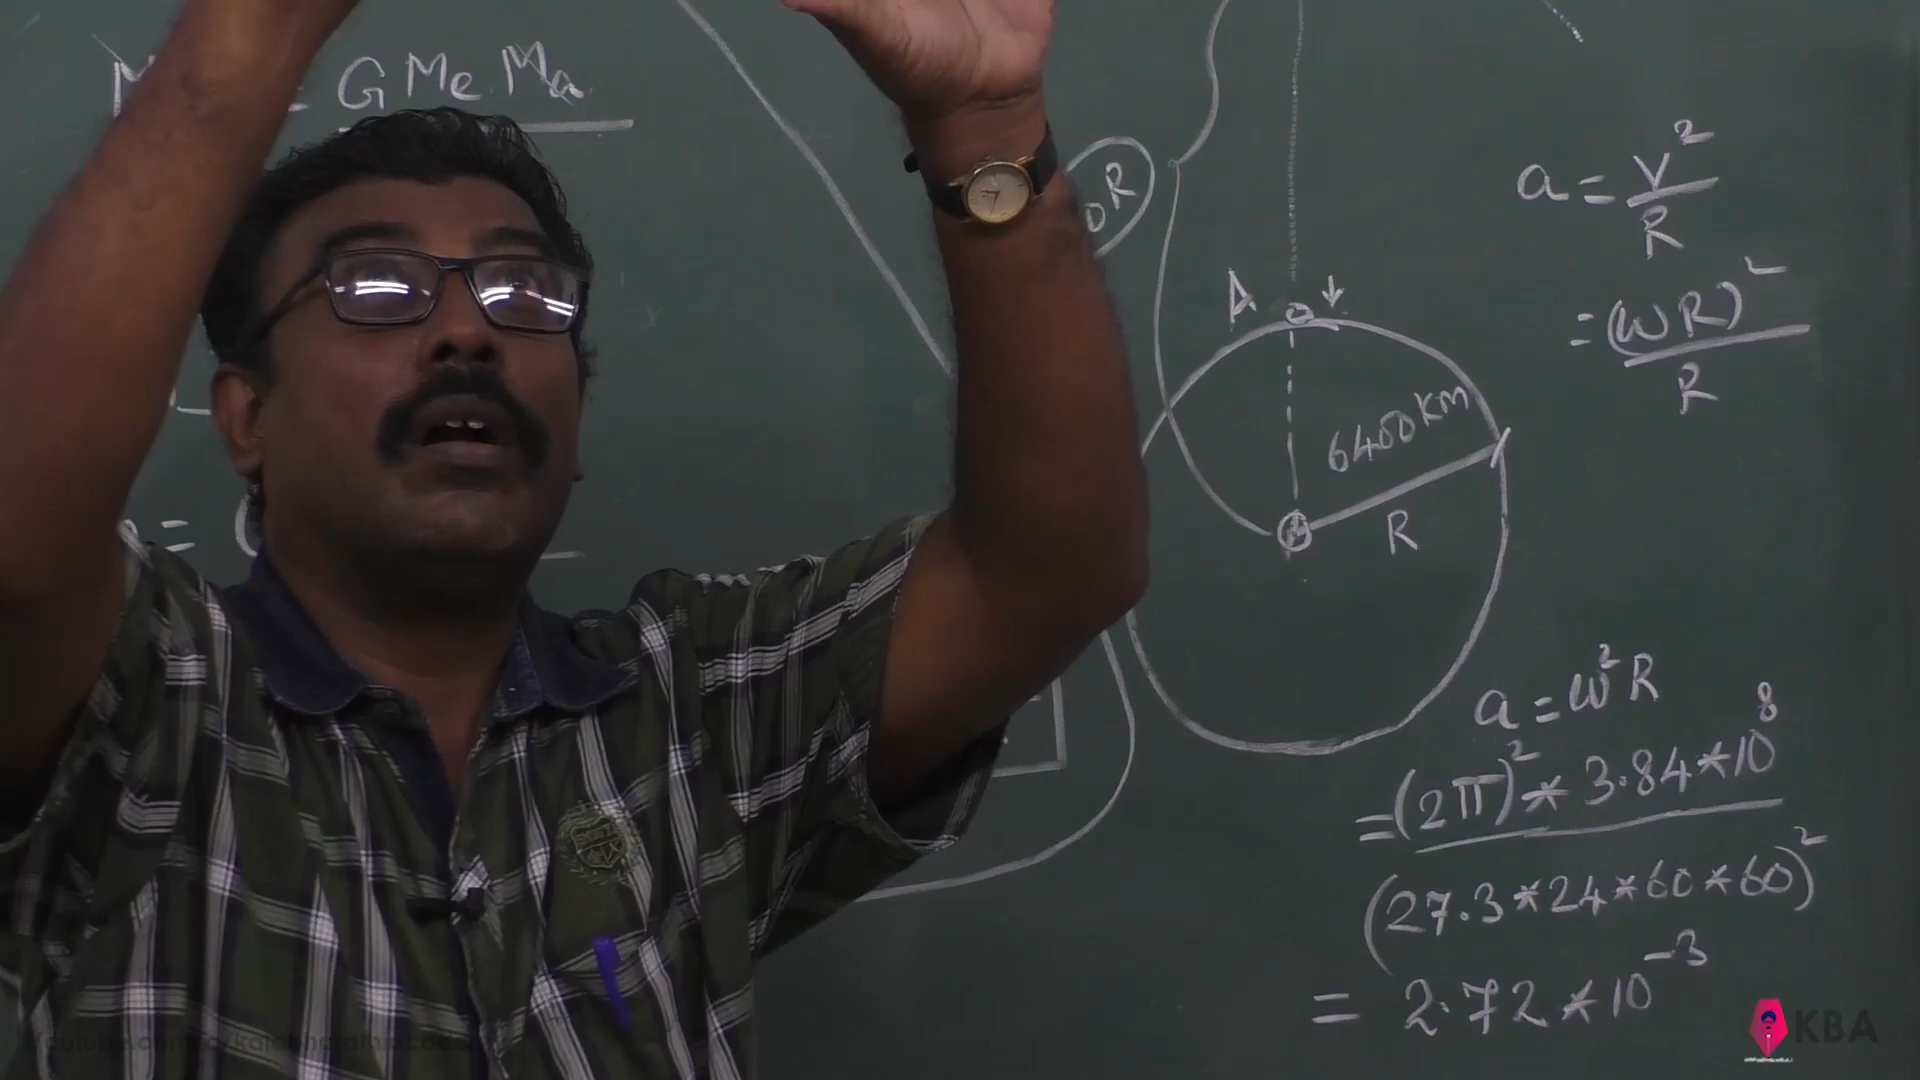 = GMe.Ma
R
a = v²
R
= (ωR)²
R
A
6400 km
R
a = ω²R
= (2π)² * 3.84 * 10⁸
(27.3 * 24 * 60 * 60)²
= 2.72 * 10⁻³
KBA